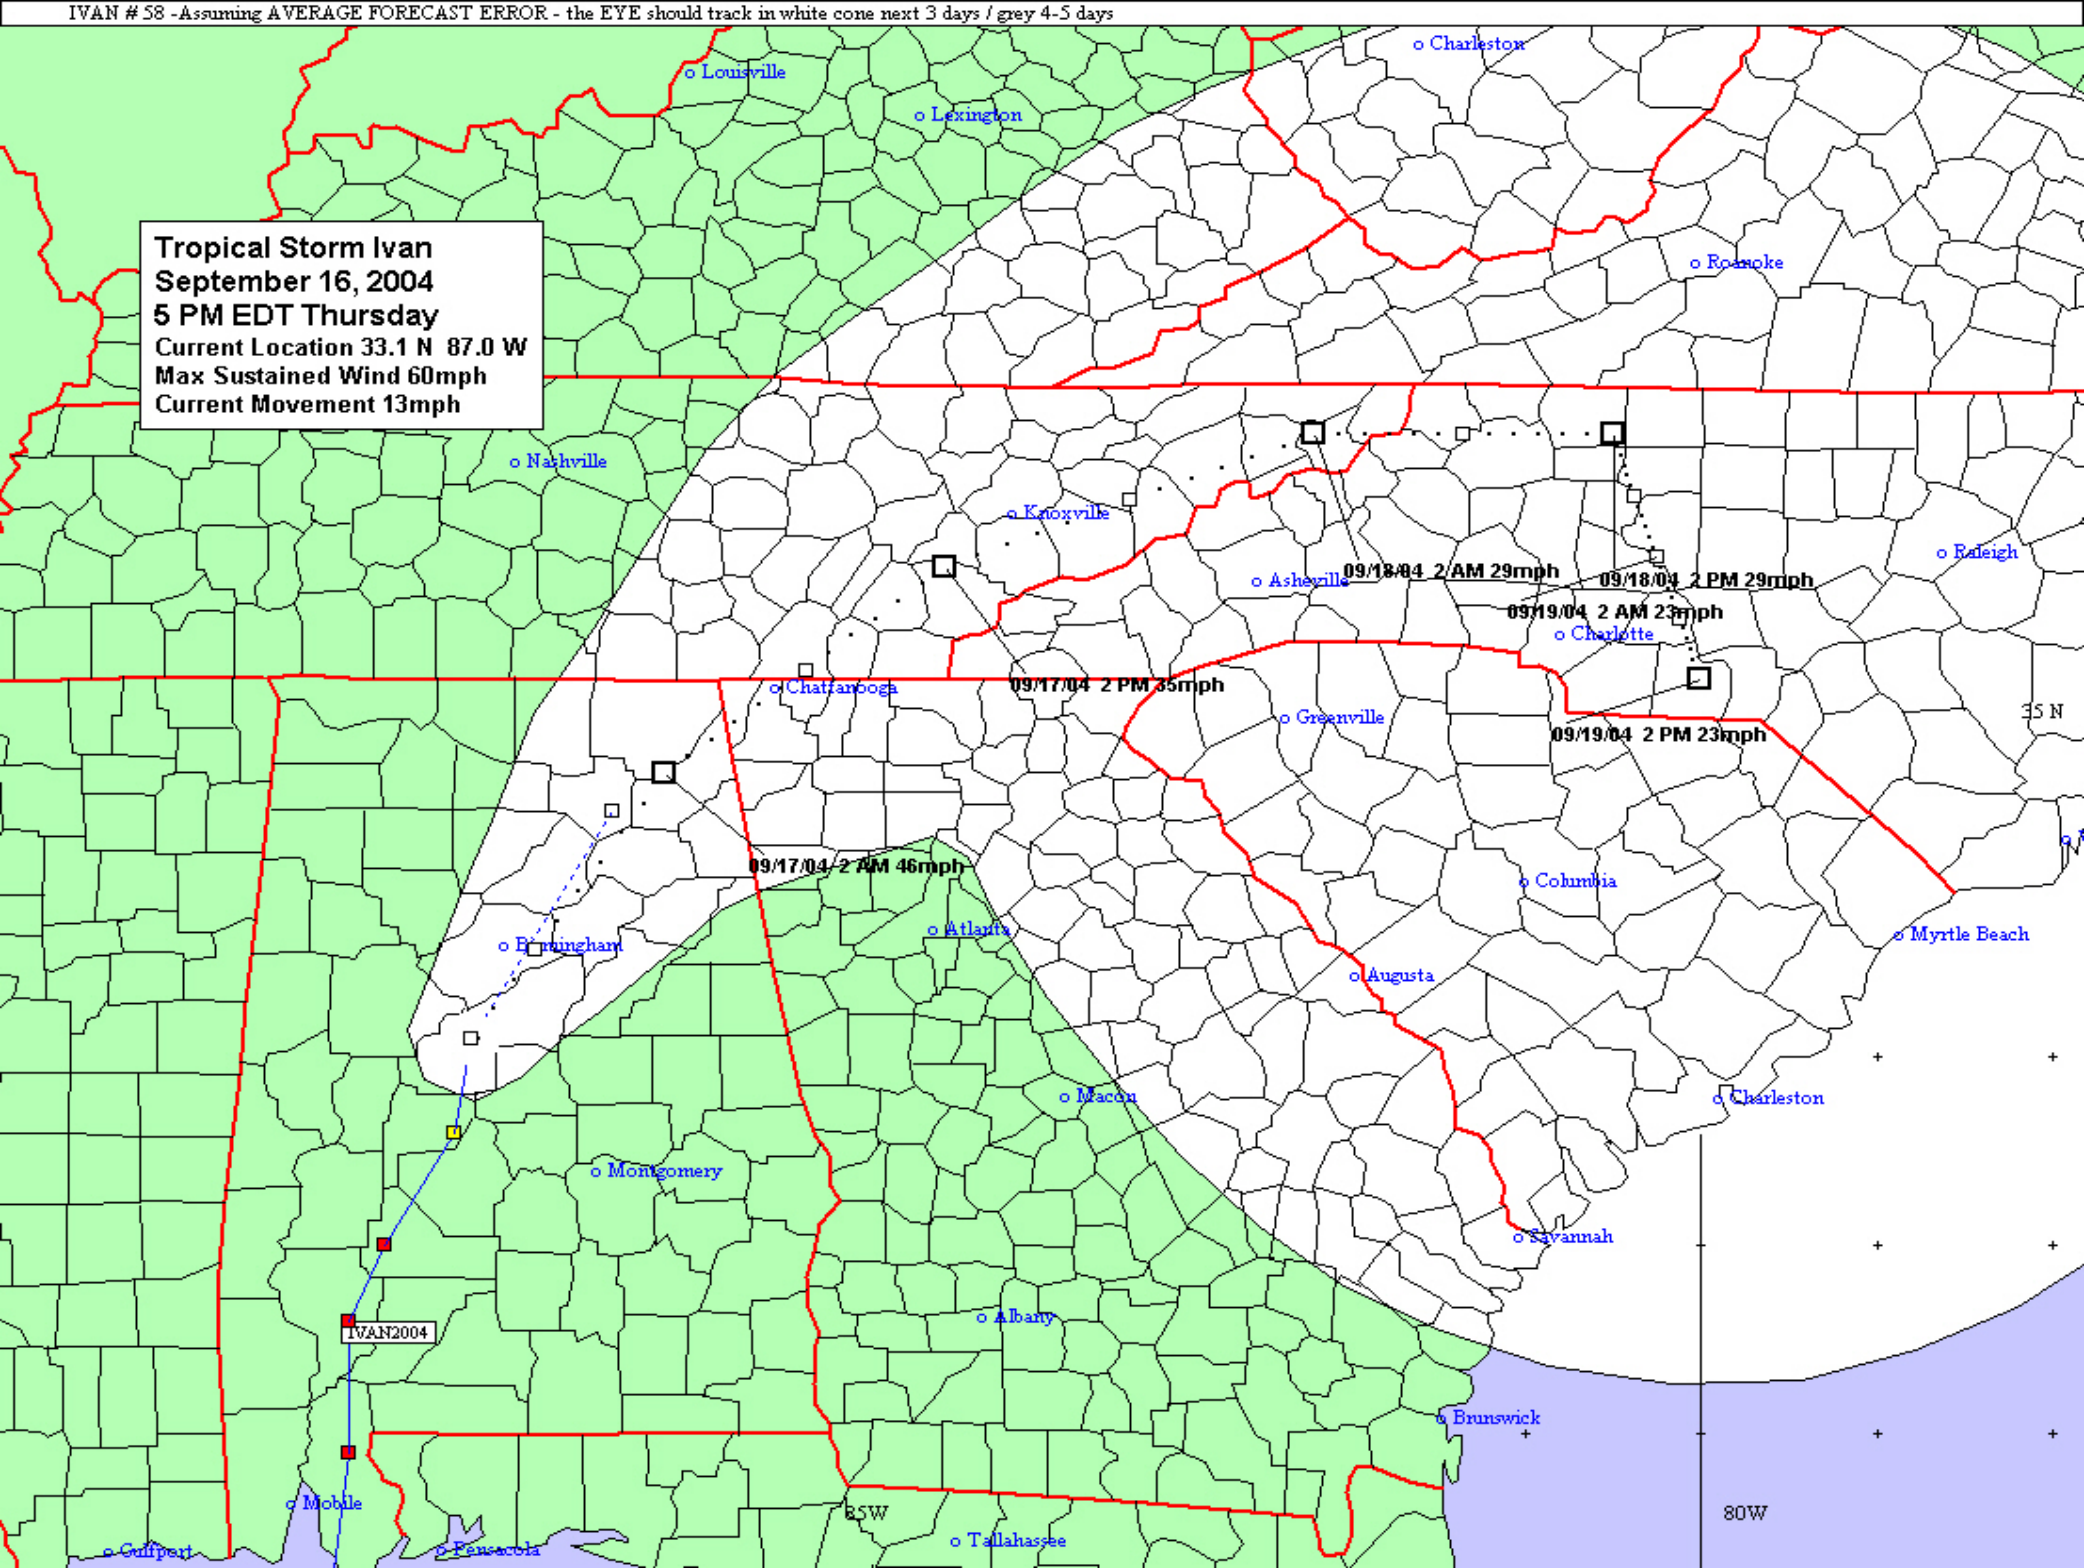 IVAN # 58 -Assuming AVERAGE FORECAST ERROR - the EYE should track in white cone next 3 days / grey 4-5 days
Charleston
Louisville
Lexington
Tropical Storm Ivan
September 16, 2004
5 PM EDT Thursday
Current Location 33.1 N 87.0 W
Max Sustained Wind 60mph
Current Movement 13mph
Roanoke
Nashville
Knoxville
Raleigh
Asheville
09/18/04 2 AM 29mph
09/18/04 2 PM 29mph
09/19/04 2 AM 23mph
Charlotte
Chattanooga
09/17/04 2 PM 35mph
Greenville
35 N
09/19/04 2 PM 23mph
09/17/04 2 AM 46mph
Columbia
Atlanta
Myrtle Beach
Birmingham
Augusta
Macon
Charleston
Montgomery
Savannah
Albany
IVAN2004
Brunswick
Mobile
85W
80W
Tallahassee
Gulfport
Pensacola